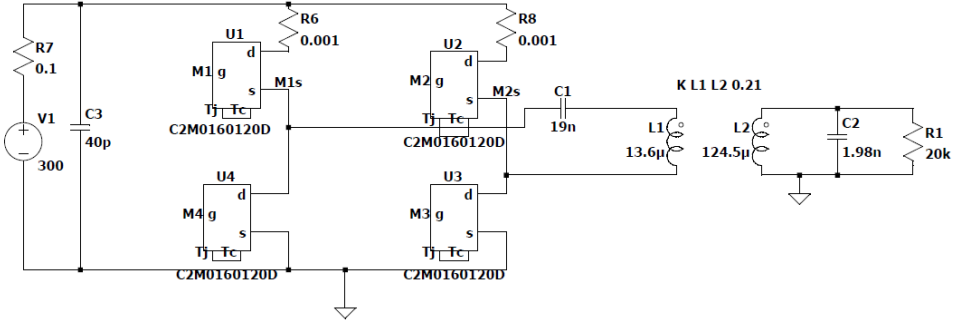 R6
0.001
R8
0.001
R7
0.1
U1
d
M1 g
s
Tj Tc
C2M0160120D
M1s
U2
d
M2 g
s
Tj Tc
C2M0160120D
M2s
C1
19n
K L1 L2 0.21
V1
300
C3
40p
L1
13.6µ
L2
124.5µ
C2
1.98n
R1
20k
U4
d
M4 g
s
Tj Tc
C2M0160120D
U3
d
M3 g
s
Tj Tc
C2M0160120D